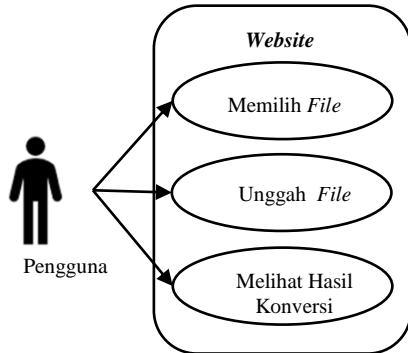 Website
Memilih File
Unggah File
Pengguna
Melihat Hasil
Konversi